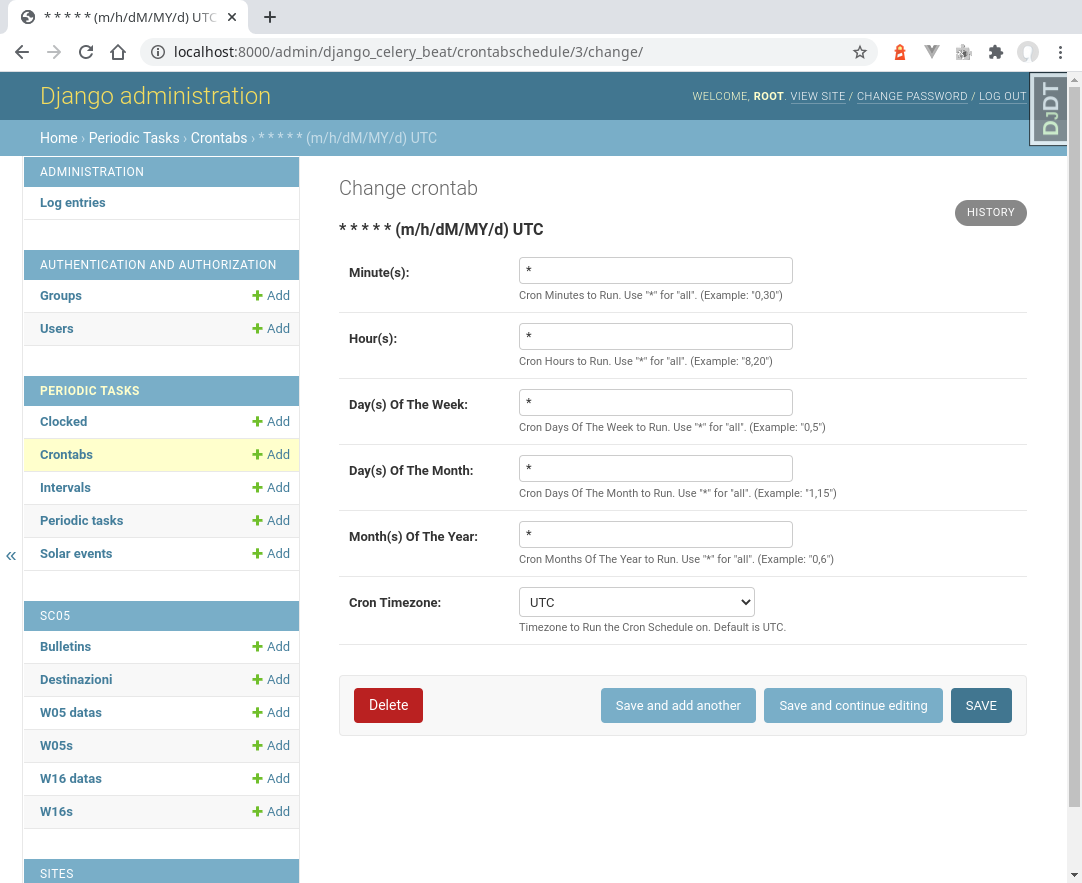 * * * * * (m/h/dM/MY/d) UTC
localhost:8000/admin/django_celery_beat/crontabschedule/3/change/
Django administration
WELCOME, ROOT. VIEW SITE / CHANGE PASSWORD / LOG OUT
DJDT
Home › Periodic Tasks › Crontabs › * * * * * (m/h/dM/MY/d) UTC
ADMINISTRATION
Log entries
AUTHENTICATION AND AUTHORIZATION
Groups + Add
Users + Add
PERIODIC TASKS
Clocked + Add
Crontabs + Add
Intervals + Add
Periodic tasks + Add
Solar events + Add
«
SC05
Bulletins + Add
Destinazioni + Add
W05 datas + Add
W05s + Add
W16 datas + Add
W16s + Add
SITES
Change crontab
HISTORY
* * * * * (m/h/dM/MY/d) UTC
Minute(s): *
Cron Minutes to Run. Use "*" for "all". (Example: "0,30")
Hour(s): *
Cron Hours to Run. Use "*" for "all". (Example: "8,20")
Day(s) Of The Week: *
Cron Days Of The Week to Run. Use "*" for "all". (Example: "0,5")
Day(s) Of The Month: *
Cron Days Of The Month to Run. Use "*" for "all". (Example: "1,15")
Month(s) Of The Year: *
Cron Months Of The Year to Run. Use "*" for "all". (Example: "0,6")
Cron Timezone: UTC
Timezone to Run the Cron Schedule on. Default is UTC.
Delete Save and add another Save and continue editing SAVE